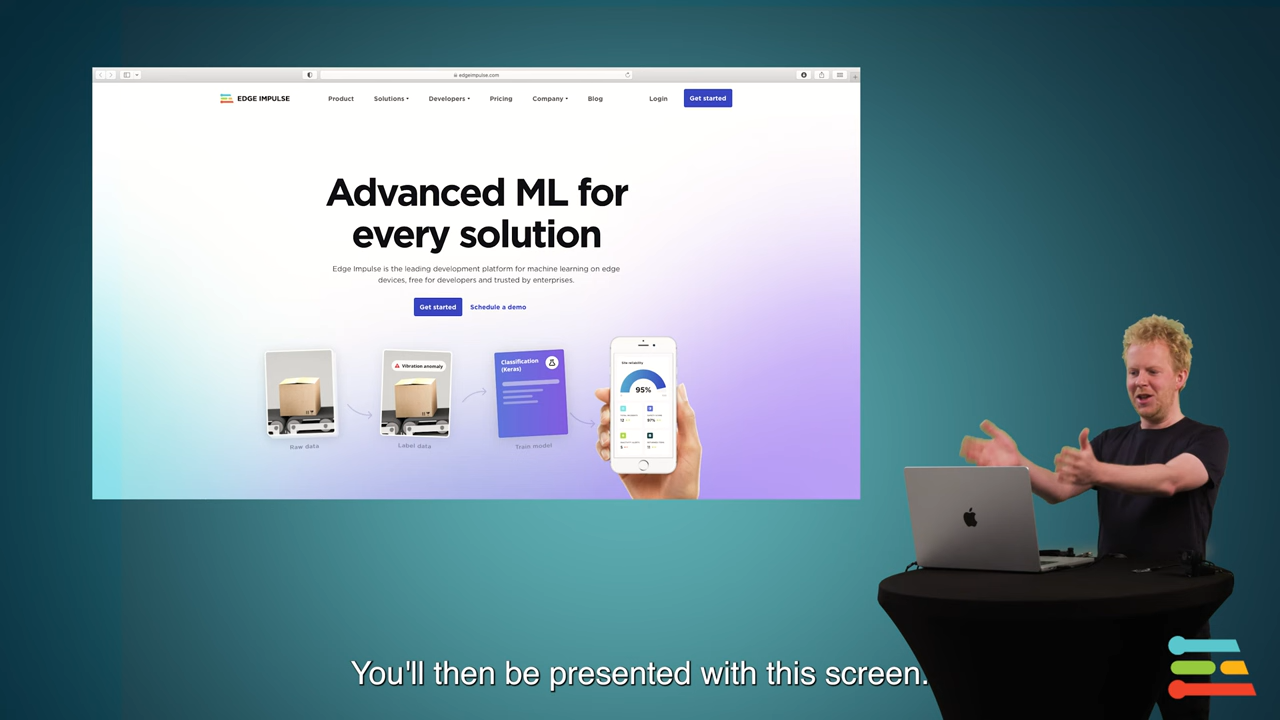 edgeimpulse.com
EDGE IMPULSE
Product
Solutions
Developers
Pricing
Company
Blog
Login
Get started
Advanced ML for
every solution
Edge Impulse is the leading development platform for machine learning on edge
devices, free for developers and trusted by enterprises.
Get started
Schedule a demo
Vibration anomaly
Classification
(Keras)
Site reliability
95%
97%
Raw data
Label data
Train model
You'll then be presented with this screen.